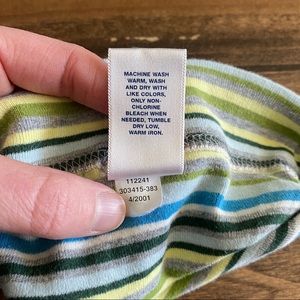 MACHINE WASH
WARM, WASH
AND DRY WITH
LIKE COLORS,
ONLY NON-
CHLORINE
BLEACH WHEN
NEEDED, TUMBLE
DRY LOW,
WARM IRON.
112241
303415-383
4/2001